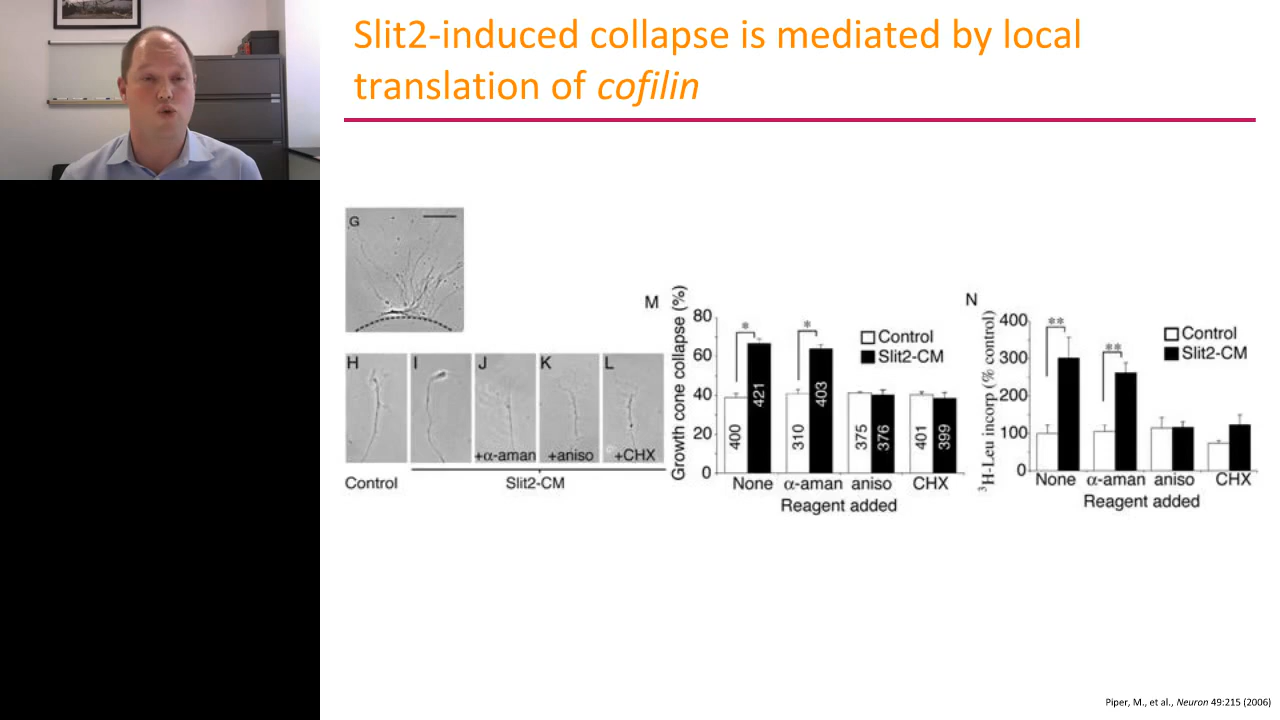 Slit2-induced collapse is mediated by local
translation of cofilin
G
H
I
J
K
L
+α-aman
+aniso
+CHX
Control
Slit2-CM
M
Growth cone collapse (%)
80
60
40
20
0
*
*
Control
Slit2-CM
400
421
310
403
375
376
401
399
None
α-aman
aniso
CHX
Reagent added
N
³H-Leu incorp (% control)
400
300
200
100
0
**
**
Control
Slit2-CM
None
α-aman
aniso
CHX
Reagent added
Piper, M., et al., Neuron 49:215 (2006)